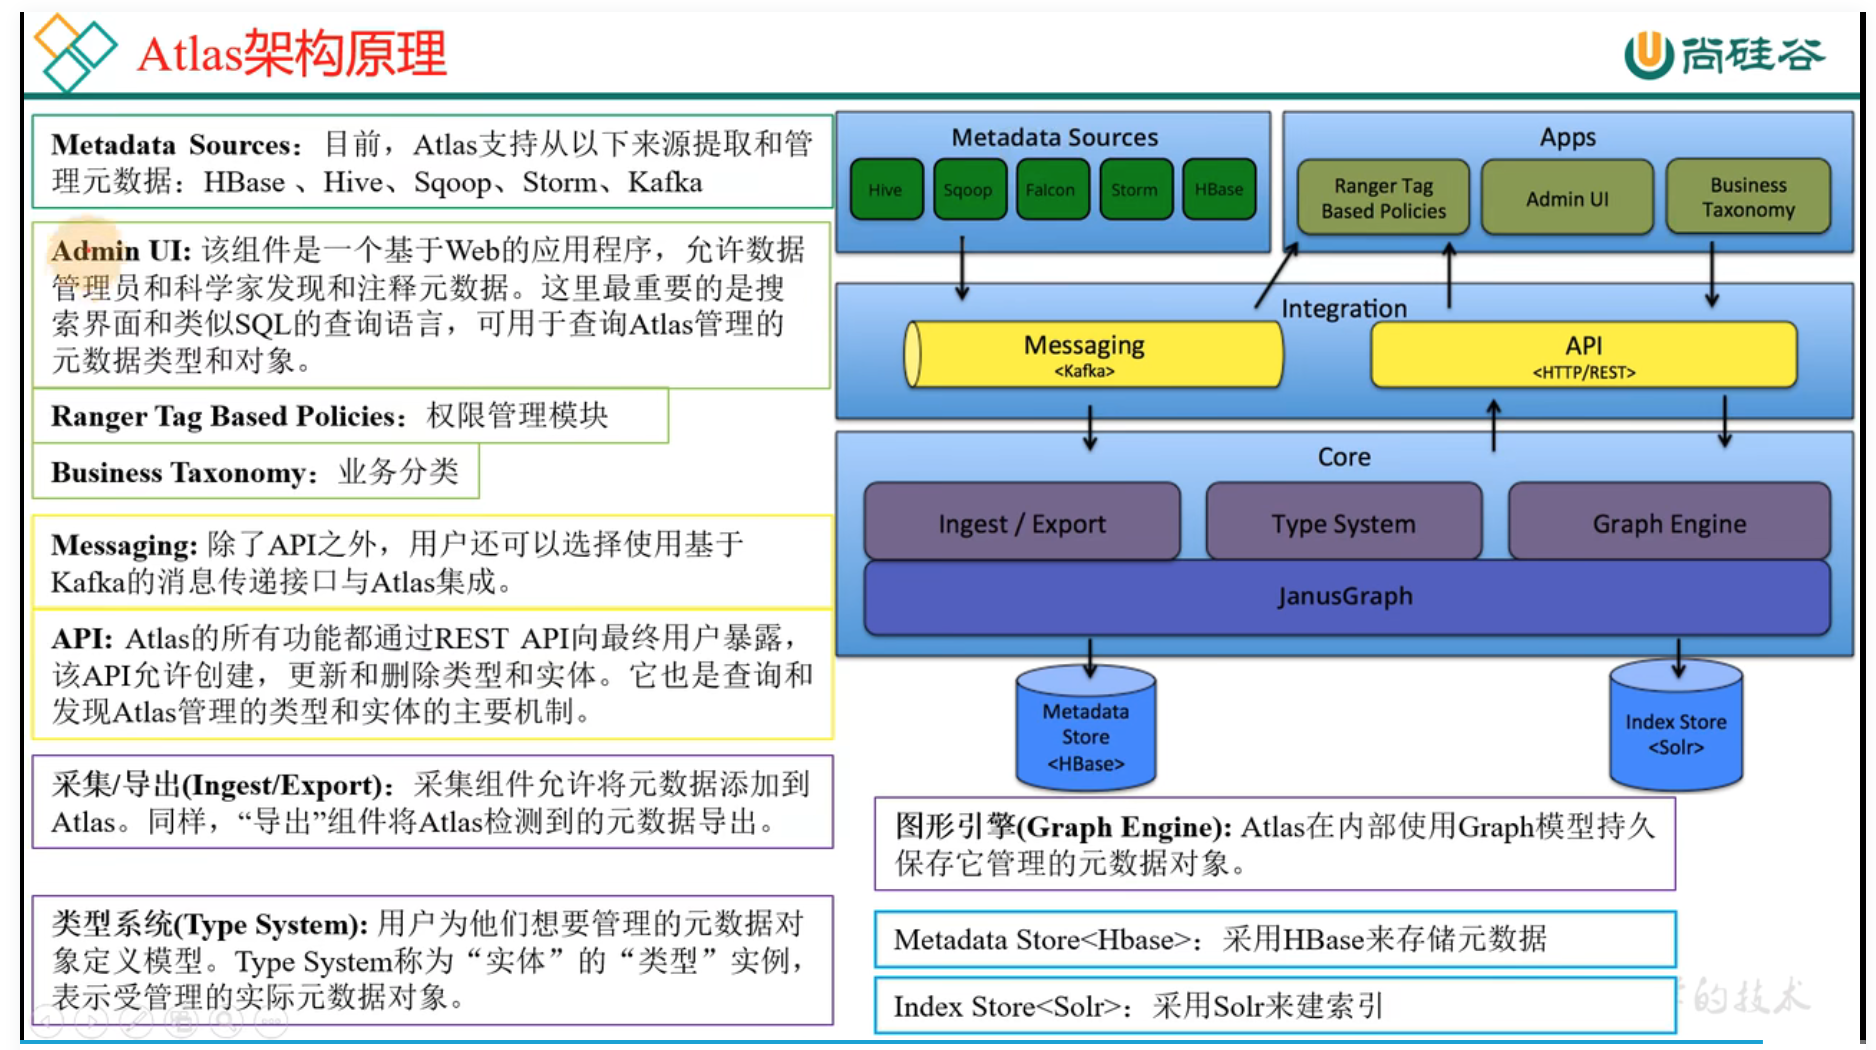 Atlas架构原理
尚硅谷
Metadata Sources：目前，Atlas支持从以下来源提取和管
理元数据：HBase 、Hive、Sqoop、Storm、Kafka
Admin UI: 该组件是一个基于Web的应用程序，允许数据
管理员和科学家发现和注释元数据。这里最重要的是搜
索界面和类似SQL的查询语言，可用于查询Atlas管理的
元数据类型和对象。
Ranger Tag Based Policies：权限管理模块
Business Taxonomy：业务分类
Messaging: 除了API之外，用户还可以选择使用基于
Kafka的消息传递接口与Atlas集成。
API: Atlas的所有功能都通过REST API向最终用户暴露，
该API允许创建，更新和删除类型和实体。它也是查询和
发现Atlas管理的类型和实体的主要机制。
采集/导出(Ingest/Export)：采集组件允许将元数据添加到
Atlas。同样，“导出”组件将Atlas检测到的元数据导出。
类型系统(Type System): 用户为他们想要管理的元数据对
象定义模型。Type System称为“实体”的“类型”实例，
表示受管理的实际元数据对象。
Metadata Sources
Hive
Sqoop
Falcon
Storm
HBase
Apps
Ranger Tag
Based Policies
Admin UI
Business
Taxonomy
Integration
Messaging
<Kafka>
API
<HTTP/REST>
Core
Ingest / Export
Type System
Graph Engine
JanusGraph
Metadata
Store
<HBase>
Index Store
<Solr>
图形引擎(Graph Engine): Atlas在内部使用Graph模型持久
保存它管理的元数据对象。
Metadata Store<Hbase>：采用HBase来存储元数据
Index Store<Solr>：采用Solr来建索引
的技术